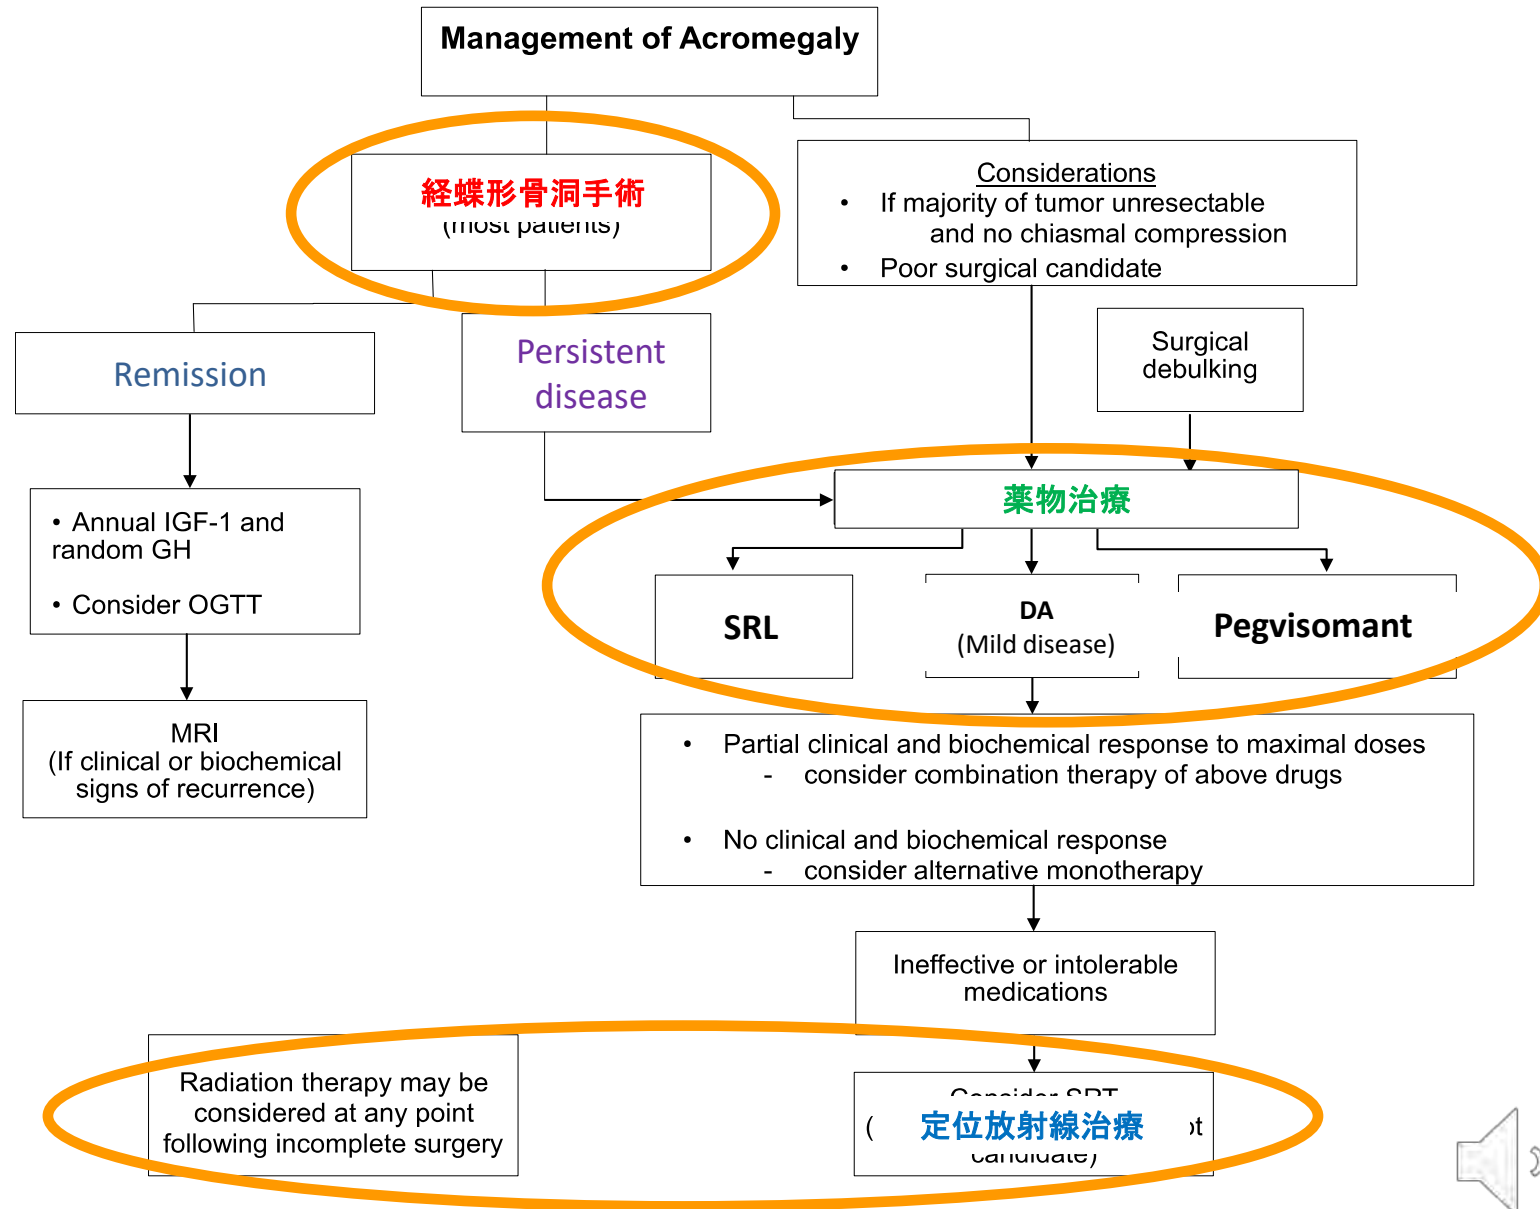 Management of Acromegaly
経蝶形骨洞手術
(most patients)
Considerations
• If majority of tumor unresectable
and no chiasmal compression
• Poor surgical candidate
Remission
Persistent
disease
Surgical
debulking
• Annual IGF-1 and
random GH
• Consider OGTT
薬物治療
SRL
DA
(Mild disease)
Pegvisomant
MRI
(If clinical or biochemical
signs of recurrence)
• Partial clinical and biochemical response to maximal doses
- consider combination therapy of above drugs
• No clinical and biochemical response
- consider alternative monotherapy
Ineffective or intolerable
medications
Radiation therapy may be
considered at any point
following incomplete surgery
Consider SRT
( 定位放射線治療
candidate)